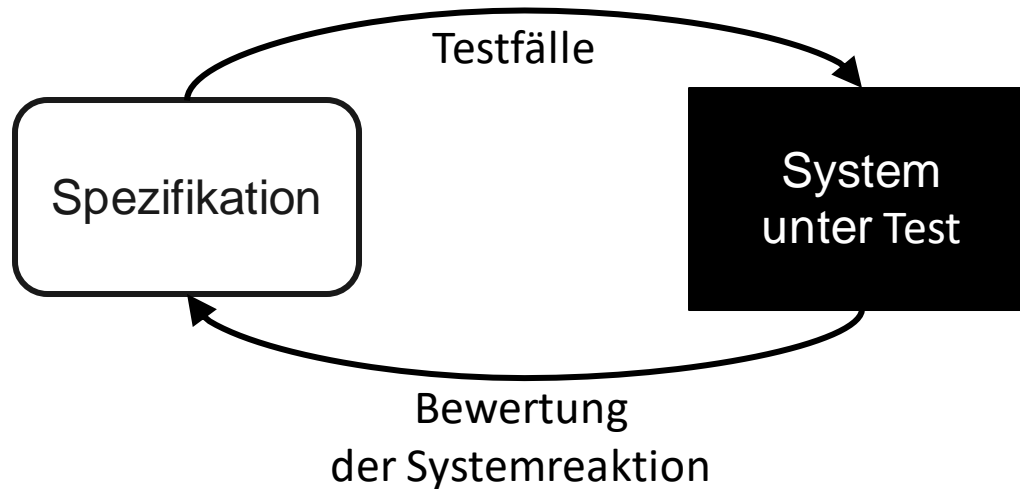 Testfälle
Spezifikation
System
unter Test
Bewertung
der Systemreaktion